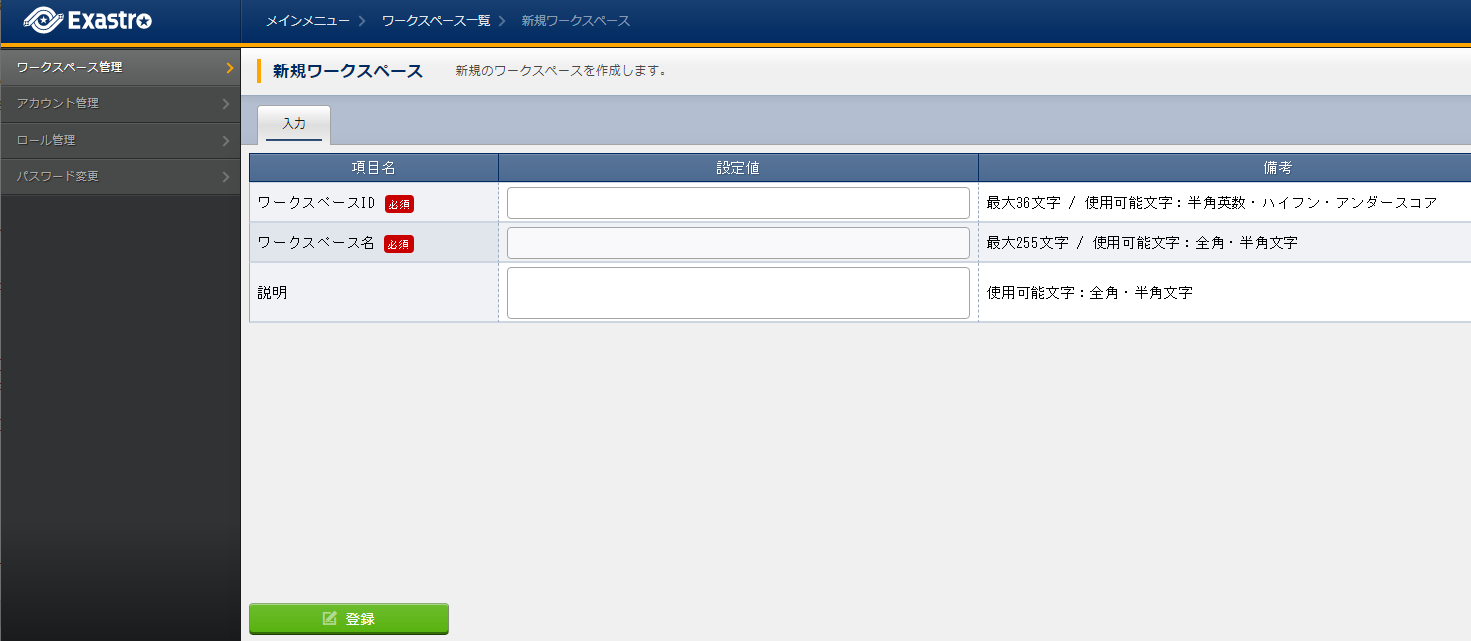 Exastro
メインメニュー ワークスペース一覧 新規ワークスペース
ワークスペース管理
アカウント管理
ロール管理
パスワード変更
新規ワークスペース 新規のワークスペースを作成します。
入力
項目名 設定値 備考
ワークスペースID 必須 最大36文字 / 使用可能文字：半角英数・ハイフン・アンダースコア
ワークスペース名 必須 最大255文字 / 使用可能文字：全角・半角文字
説明 使用可能文字：全角・半角文字
登録